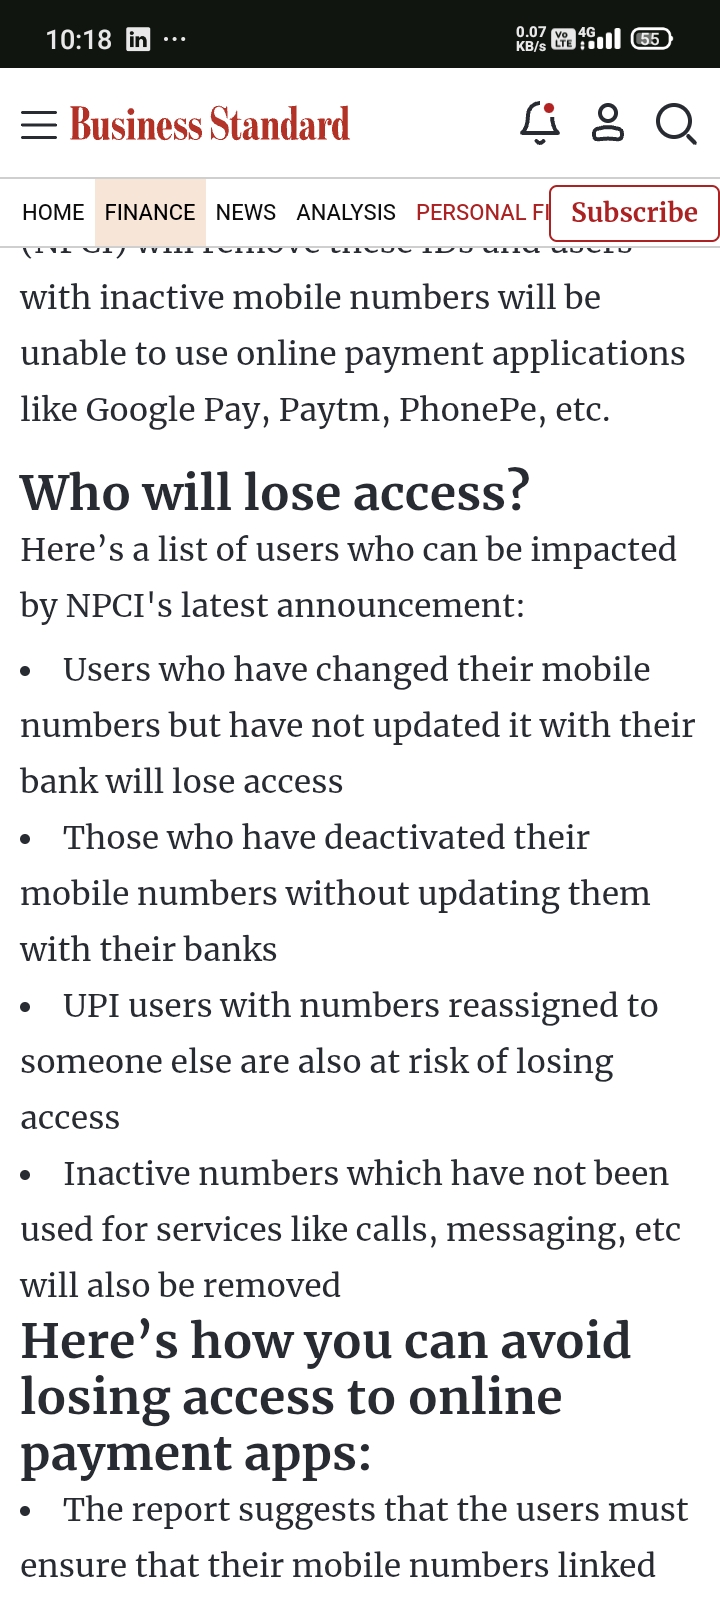 10:18 in ...
0.07 KB/s Vo LTE 4G 55
Business Standard
HOME FINANCE NEWS ANALYSIS PERSONAL FI Subscribe
(NPCI) will remove these IDs and users
with inactive mobile numbers will be
unable to use online payment applications
like Google Pay, Paytm, PhonePe, etc.
Who will lose access?
Here’s a list of users who can be impacted
by NPCI's latest announcement:
• Users who have changed their mobile
numbers but have not updated it with their
bank will lose access
• Those who have deactivated their
mobile numbers without updating them
with their banks
• UPI users with numbers reassigned to
someone else are also at risk of losing
access
• Inactive numbers which have not been
used for services like calls, messaging, etc
will also be removed
Here’s how you can avoid
losing access to online
payment apps:
• The report suggests that the users must
ensure that their mobile numbers linked